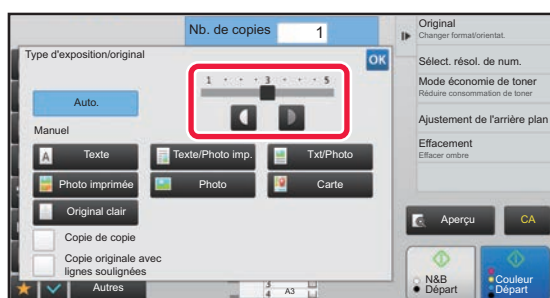 Nb. de copies 1
Type d'exposition/original
OK
1 · · · 3 · · · 5
Auto.
Manuel
A Texte
Texte/Photo imp.
Txt/Photo
Photo imprimée
Photo
Carte
Original clair
Copie de copie
Copie originale avec
lignes soulignées
Autres
3
4 A3
Original
Changer format/orientat.
Sélect. résol. de num.
Mode économie de toner
Réduire consommation de toner
Ajustement de l'arrière plan
Effacement
Effacer ombre
Aperçu
CA
N&B
Départ
Couleur
Départ